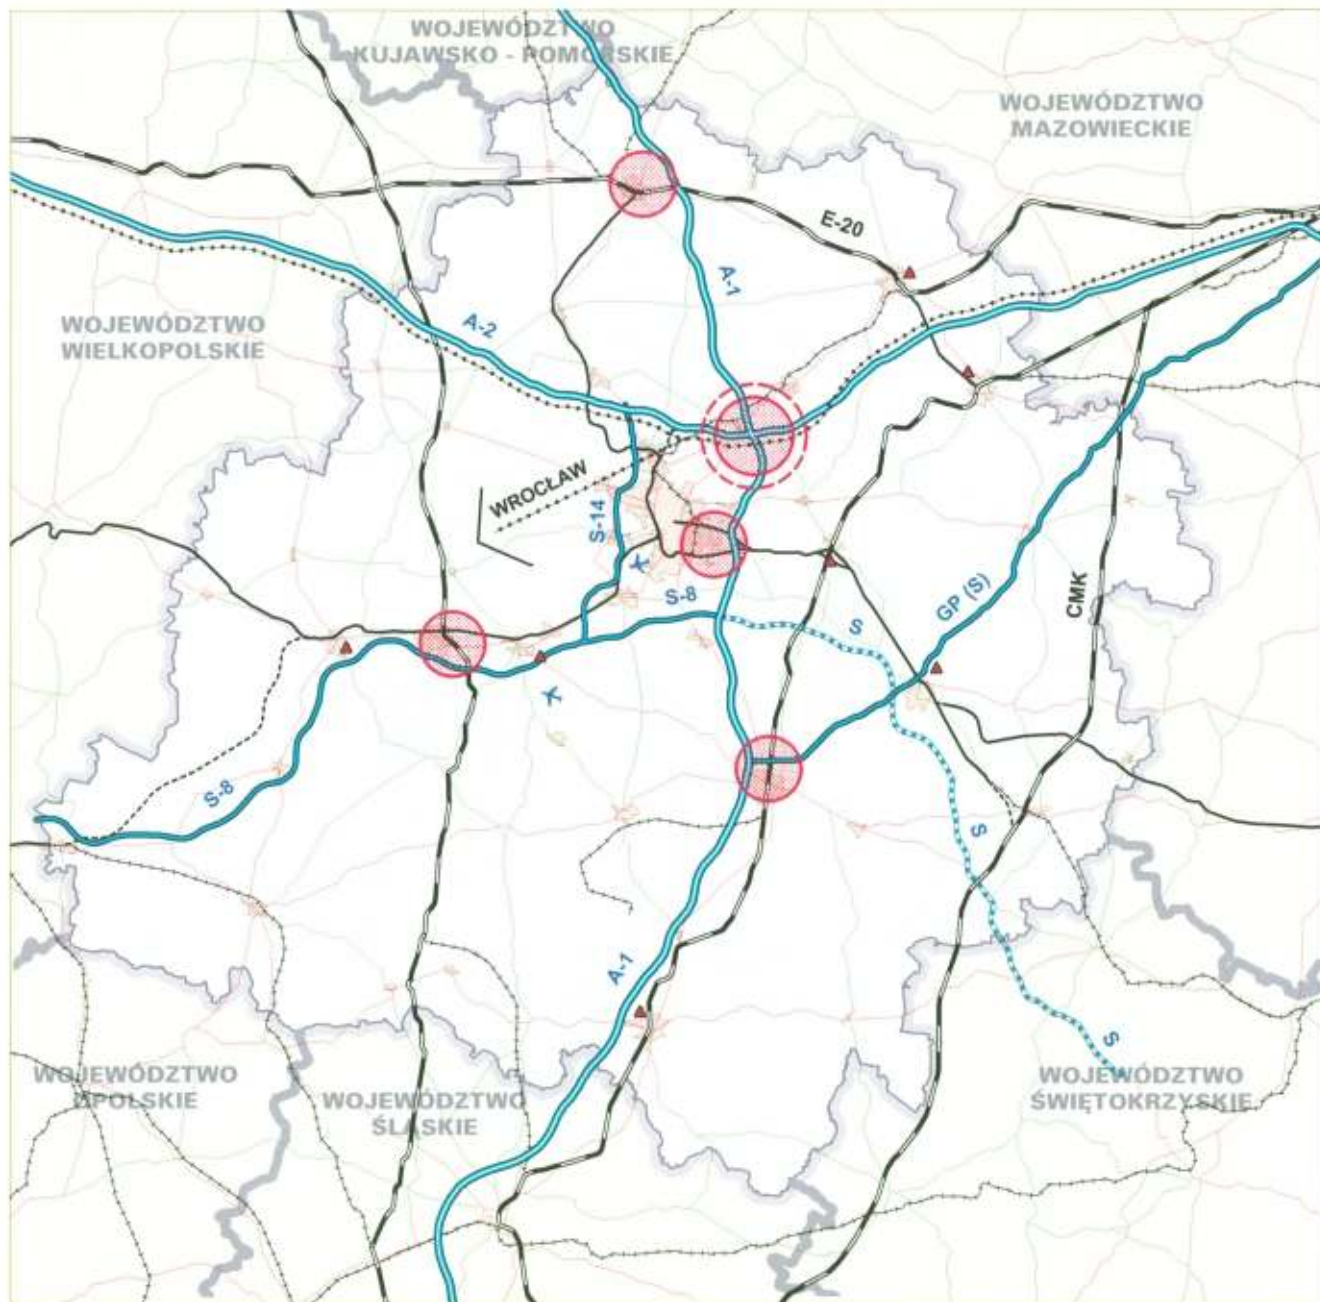 WOJEWÓDZTWO
KUJAWSKO - POMORSKIE
WOJEWÓDZTWO
MAZOWIECKIE
E-20
A-1
WOJEWÓDZTWO
WIELKOPOLSKIE
A-2
WROCŁAW
S-14
S-8
S
GP (S)
CMK
S-8
S
A-1
S
WOJEWÓDZTWO
OPOLSKIE
WOJEWÓDZTWO
ŚLĄSKIE
WOJEWÓDZTWO
ŚWIĘTOKRZYSKIE